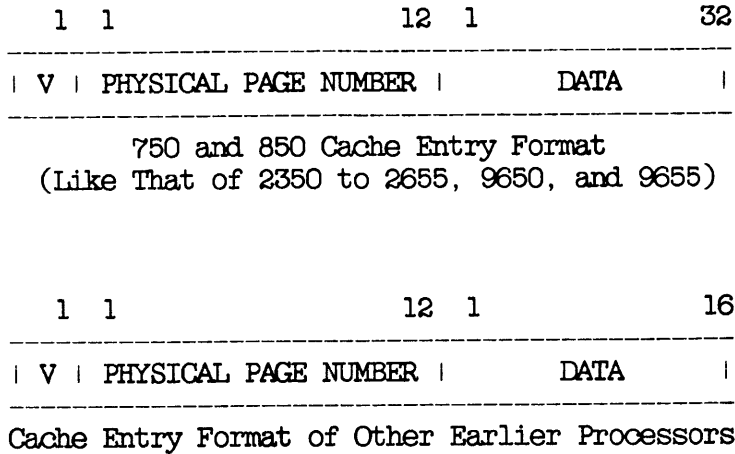 1 1 12 1 32
| V | PHYSICAL PAGE NUMBER | DATA |
750 and 850 Cache Entry Format
(Like That of 2350 to 2655, 9650, and 9655)
1 1 12 1 16
| V | PHYSICAL PAGE NUMBER | DATA |
Cache Entry Format of Other Earlier Processors